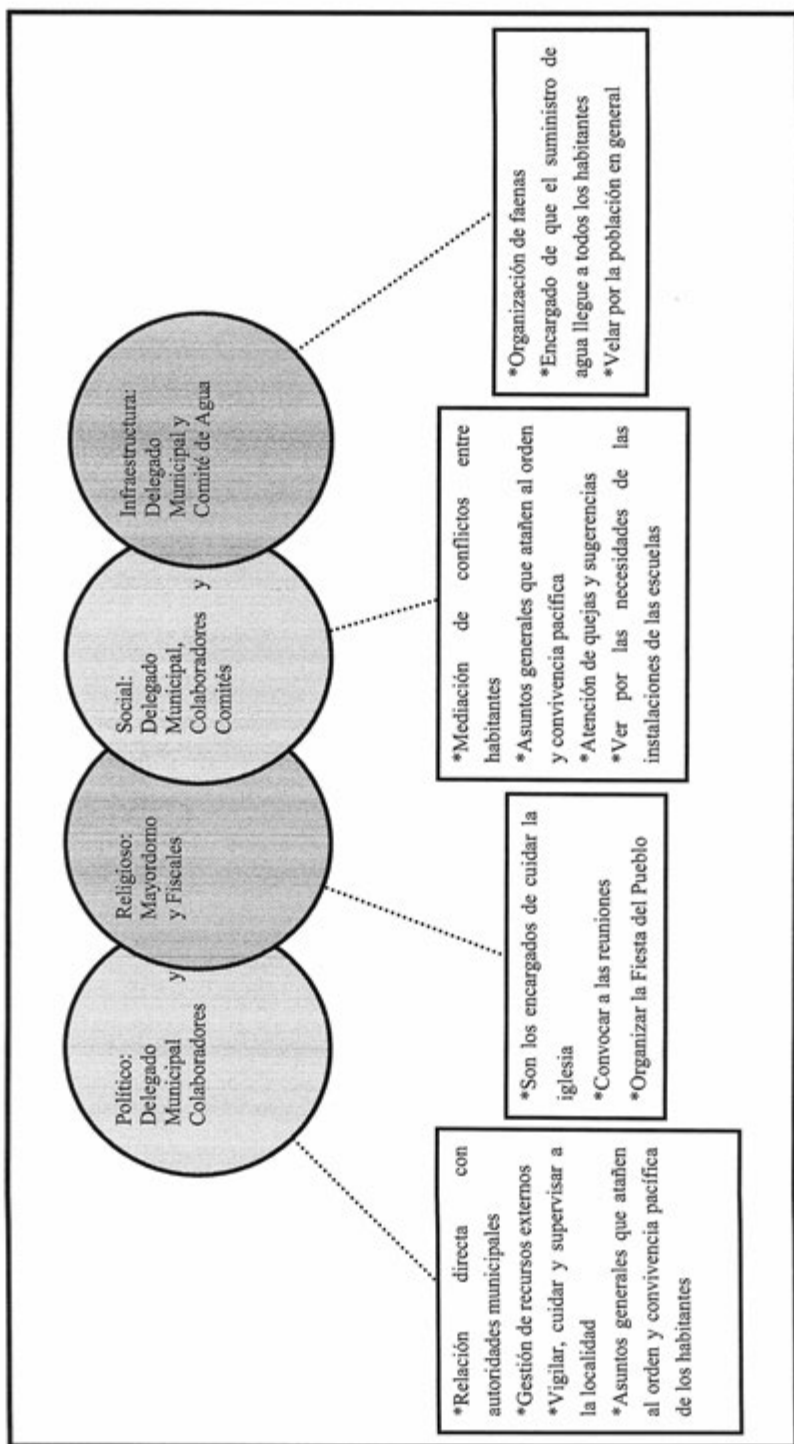 Político:
Delegado
Municipal y
Colaboradores
Religioso:
Mayordomo
y Fiscales
Social:
Delegado
Municipal,
Colaboradores y
Comités
Infraestructura:
Delegado
Municipal y
Comité de Agua
*Relación directa con
autoridades municipales
*Gestión de recursos externos
*Vigilar, cuidar y supervisar a
la localidad
*Asuntos generales que atañen
al orden y convivencia pacífica
de los habitantes
*Son los encargados de cuidar la
iglesia
*Convocar a las reuniones
*Organizar la Fiesta del Pueblo
*Mediación de conflictos entre
habitantes
*Asuntos generales que atañen al orden
y convivencia pacífica
*Atención de quejas y sugerencias
*Ver por las necesidades de las
instalaciones de las escuelas
*Organización de faenas
*Encargado de que el suministro de
agua llegue a todos los habitantes
*Velar por la población en general